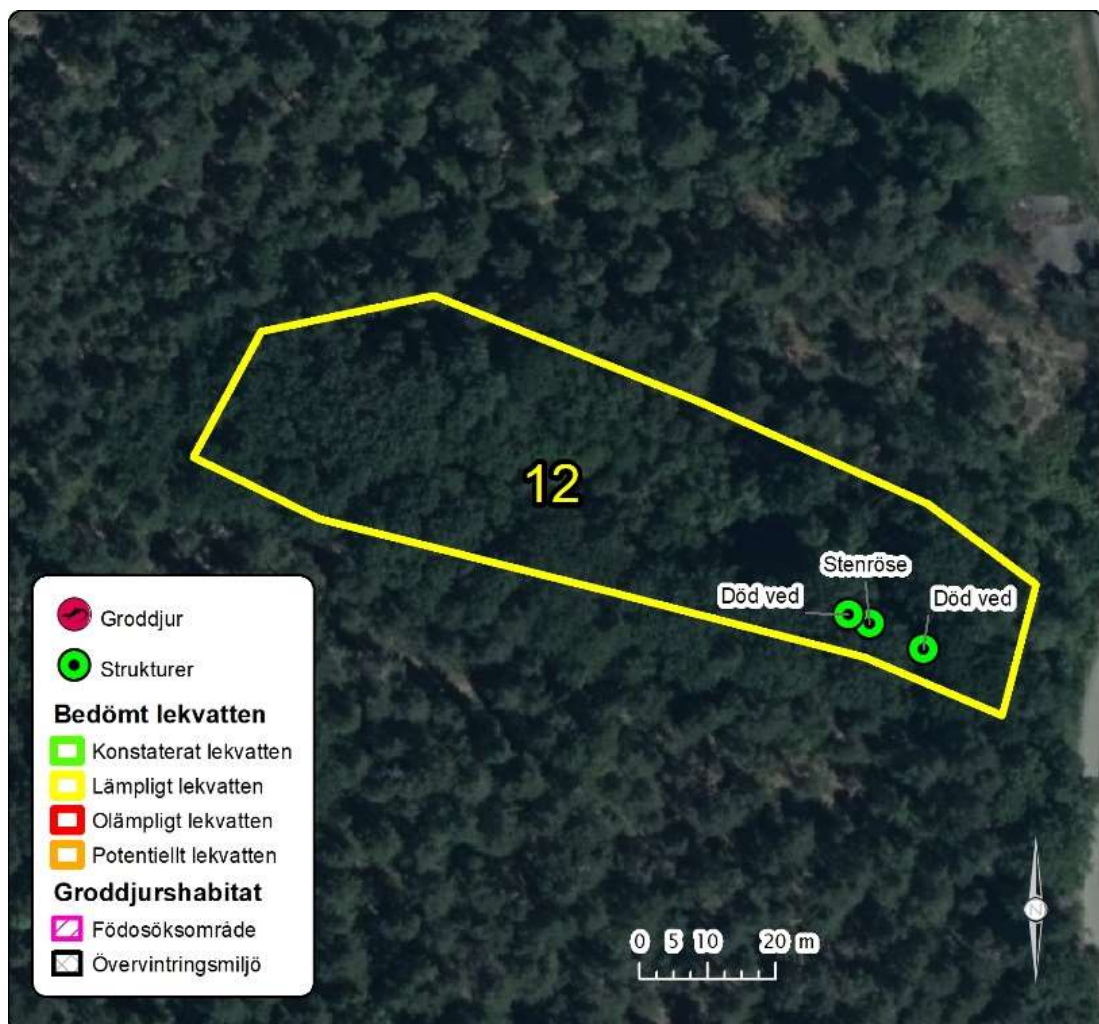 12
Stenröse
Död ved
Död ved
Groddjur
Strukturer
Bedömt lekvatten
Konstaterat lekvatten
Lämpligt lekvatten
Olämpligt lekvatten
Potentiellt lekvatten
Groddjurshabitat
Födosöksområde
Övervintringsmiljö
0 5 10 20 m
N